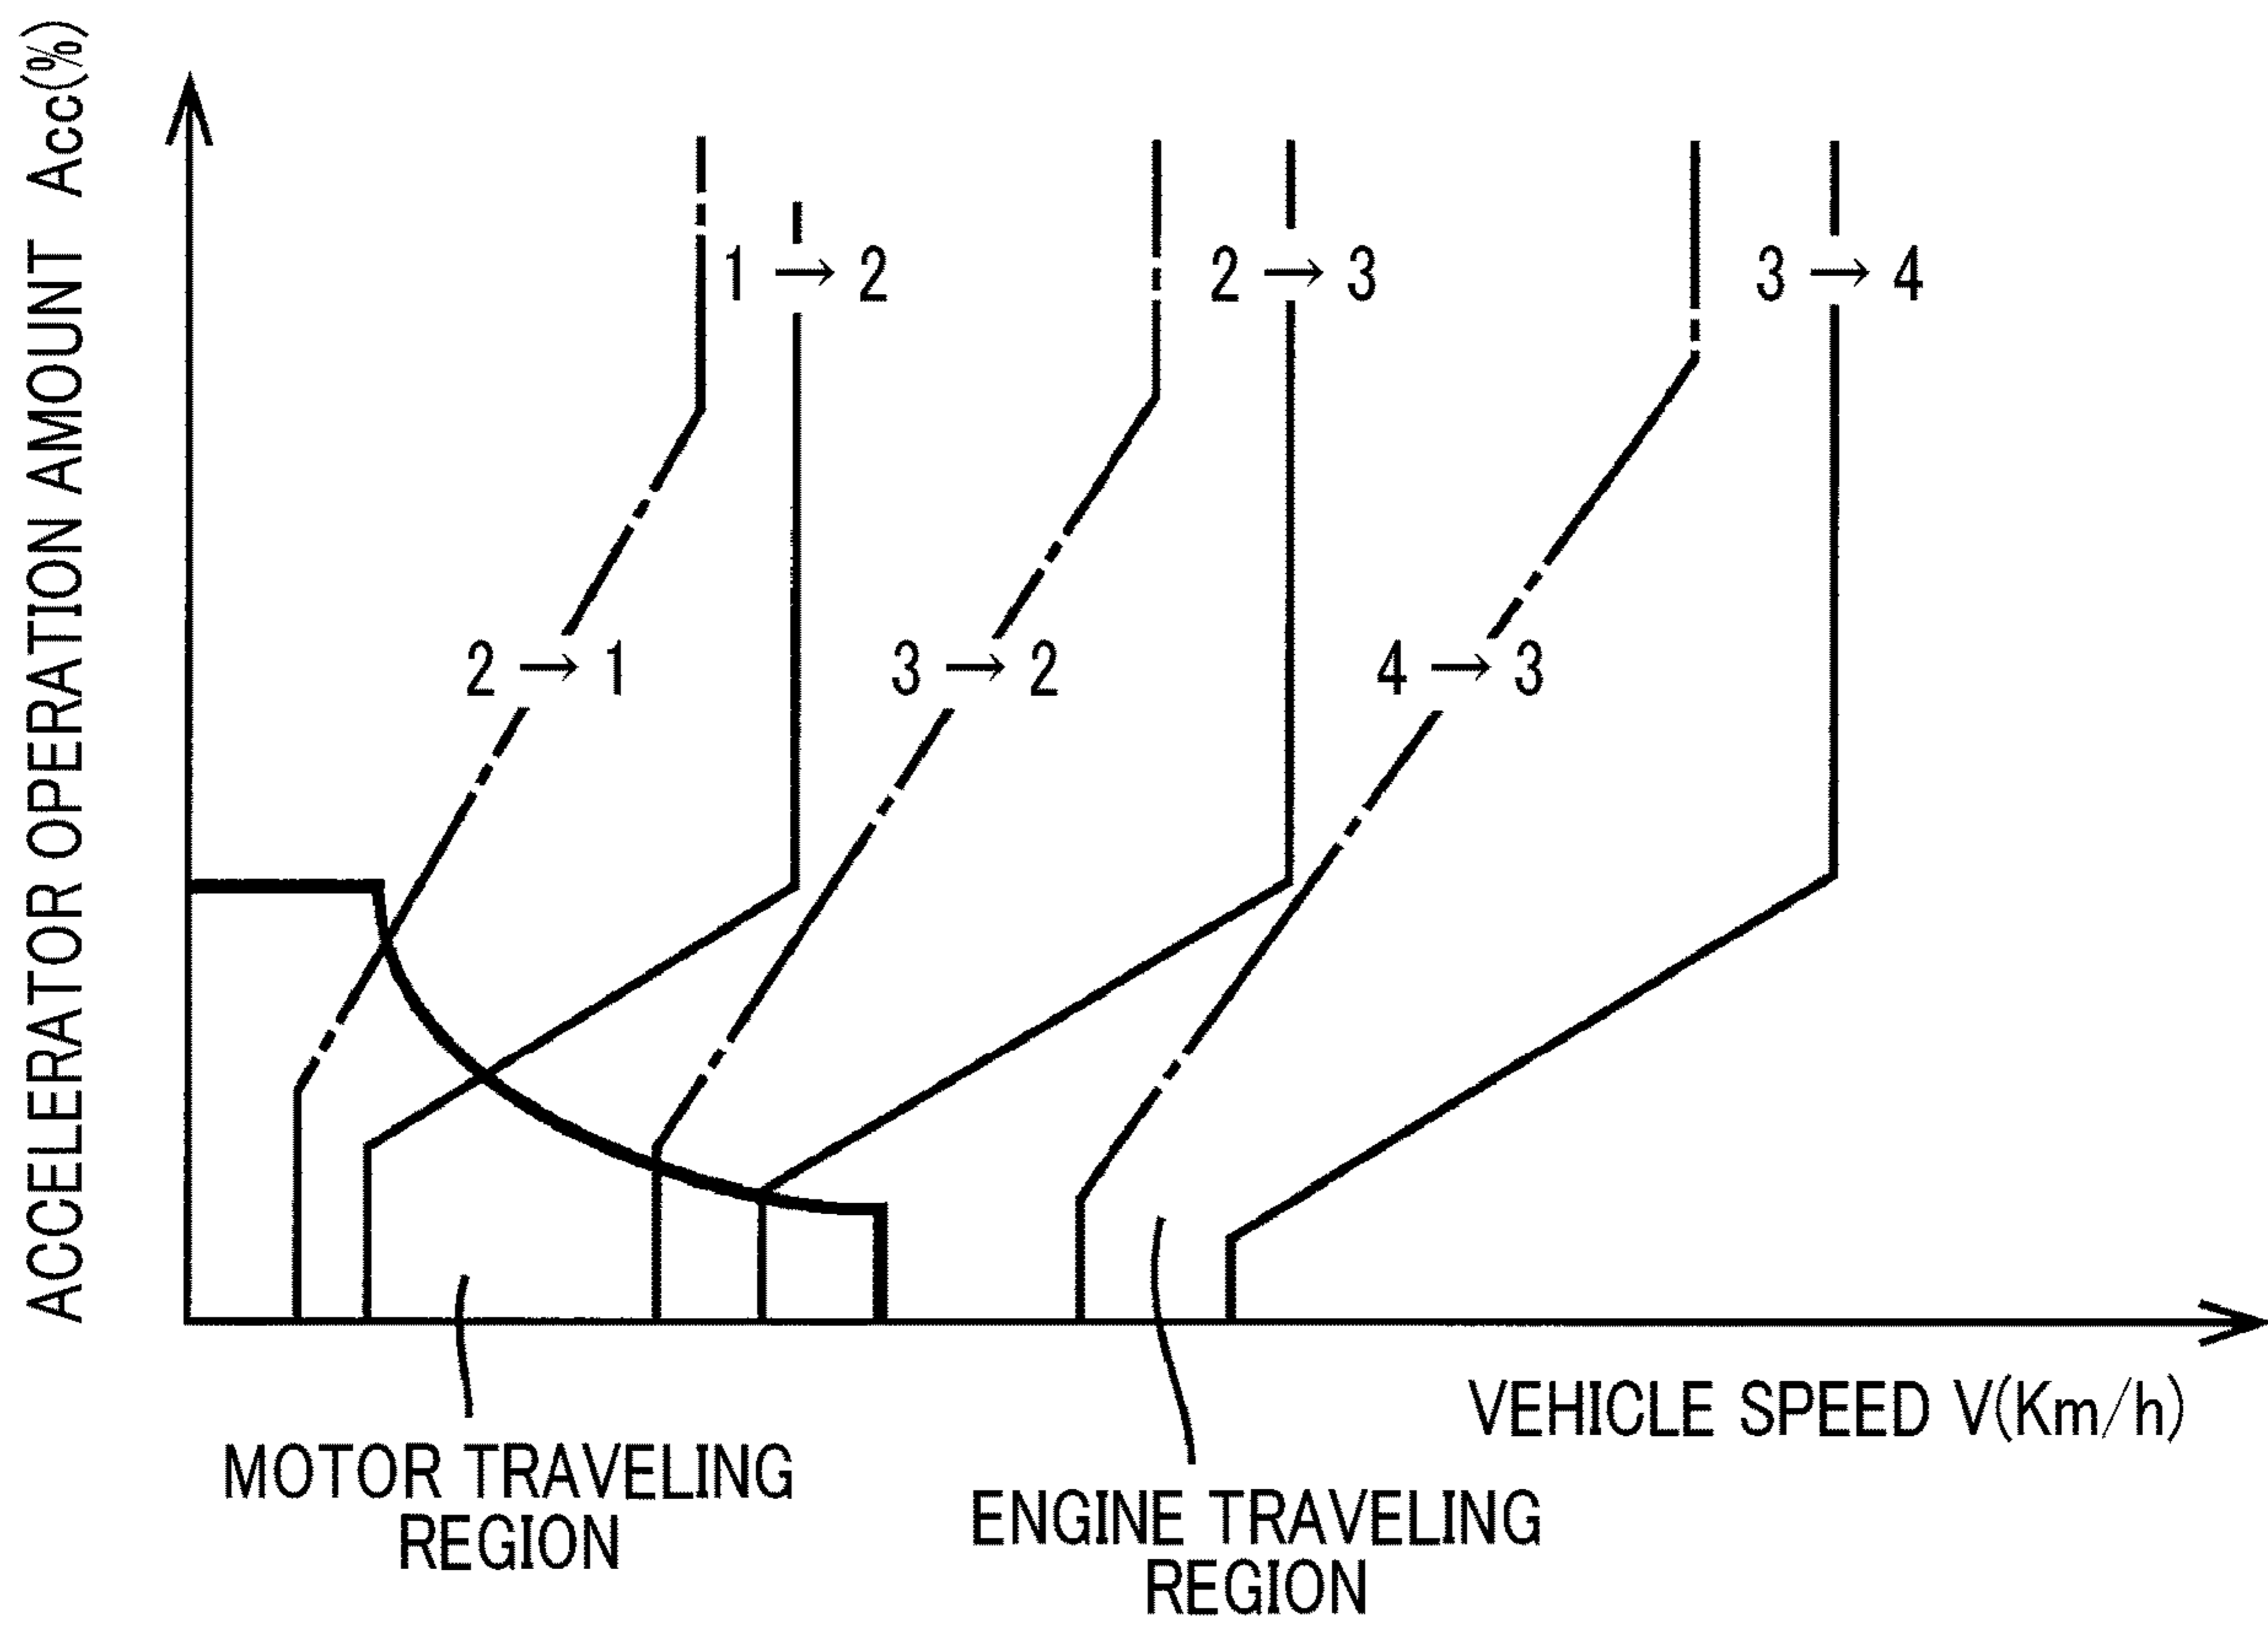 ACCELERATOR OPERATION AMOUNT Acc(%)
1 → 2
2 → 3
3 → 4
2 → 1
3 → 2
4 → 3
VEHICLE SPEED V(Km/h)
MOTOR TRAVELING
REGION
ENGINE TRAVELING
REGION